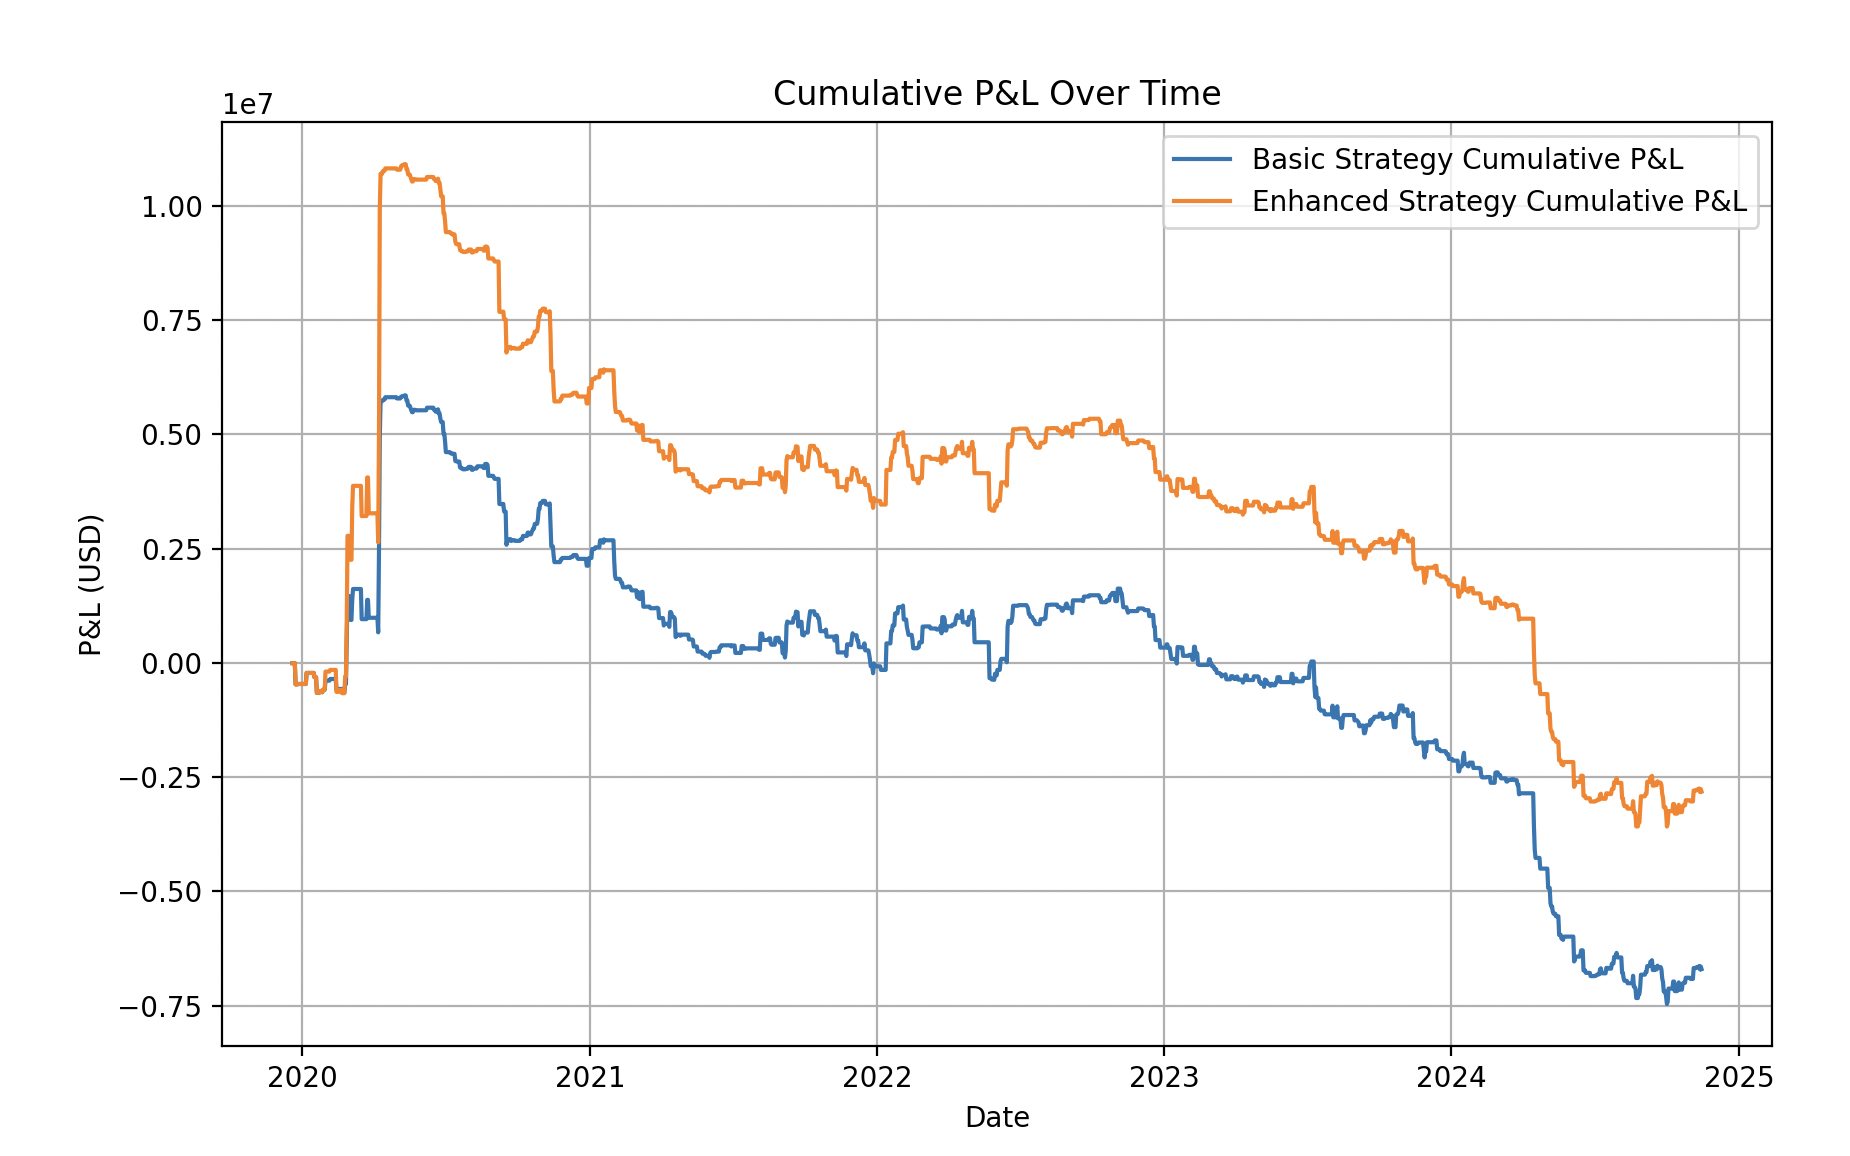 Cumulative P&L Over Time
1e7
Basic Strategy Cumulative P&L
Enhanced Strategy Cumulative P&L
1.00
0.75
0.50
0.25
0.00
−0.25
−0.50
−0.75
P&L (USD)
2020 2021 2022 2023 2024 2025
Date